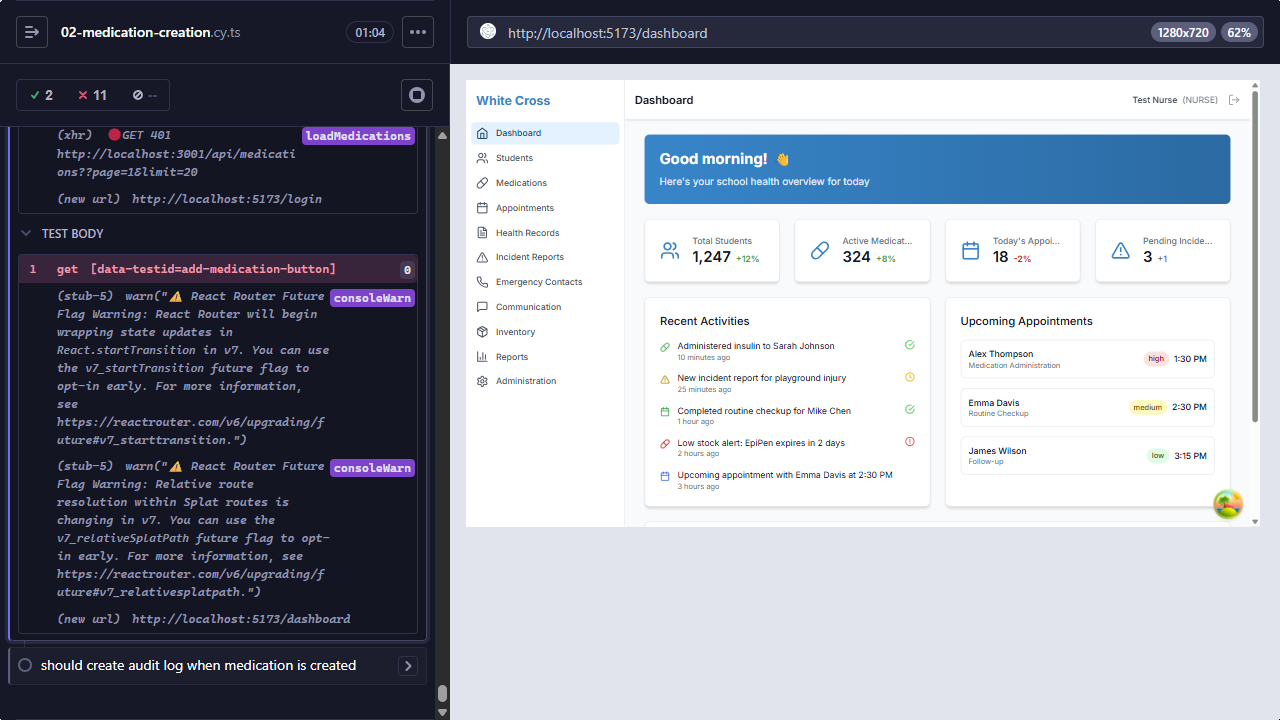 02-medication-creation.cy.ts
01:04
2
11
--
(xhr) GET 401
http://localhost:3001/api/medicati
ons??page=1&limit=20
loadMedications
(new url) http://localhost:5173/login
TEST BODY
1 get [data-testid=add-medication-button] 0
(stub-5) warn("⚠️ React Router Future
Flag Warning: React Router will begin
wrapping state updates in
React.startTransition in v7. You can use
the v7_startTransition future flag to
opt-in early. For more information,
see
https://reactrouter.com/v6/upgrading/f
uture#v7_starttransition.")
consoleWarn
(stub-5) warn("⚠️ React Router Future
Flag Warning: Relative route
resolution within Splat routes is
changing in v7. You can use the
v7_relativeSplatPath future flag to opt-
in early. For more information, see
https://reactrouter.com/v6/upgrading/f
uture#v7_relativesplatpath.")
consoleWarn
(new url) http://localhost:5173/dashboard
should create audit log when medication is created
http://localhost:5173/dashboard
1280x720
62%
White Cross
Dashboard
Students
Medications
Appointments
Health Records
Incident Reports
Emergency Contacts
Communication
Inventory
Reports
Administration
Dashboard
Test Nurse (NURSE)
Good morning! 👋
Here's your school health overview for today
Total Students
1,247 +12%
Active Medicat...
324 +8%
Today's Appoi...
18 -2%
Pending Incide...
3 +1
Recent Activities
Administered insulin to Sarah Johnson
10 minutes ago
New incident report for playground injury
25 minutes ago
Completed routine checkup for Mike Chen
1 hour ago
Low stock alert: EpiPen expires in 2 days
2 hours ago
Upcoming appointment with Emma Davis at 2:30 PM
3 hours ago
Upcoming Appointments
Alex Thompson
Medication Administration
high 1:30 PM
Emma Davis
Routine Checkup
medium 2:30 PM
James Wilson
Follow-up
low 3:15 PM